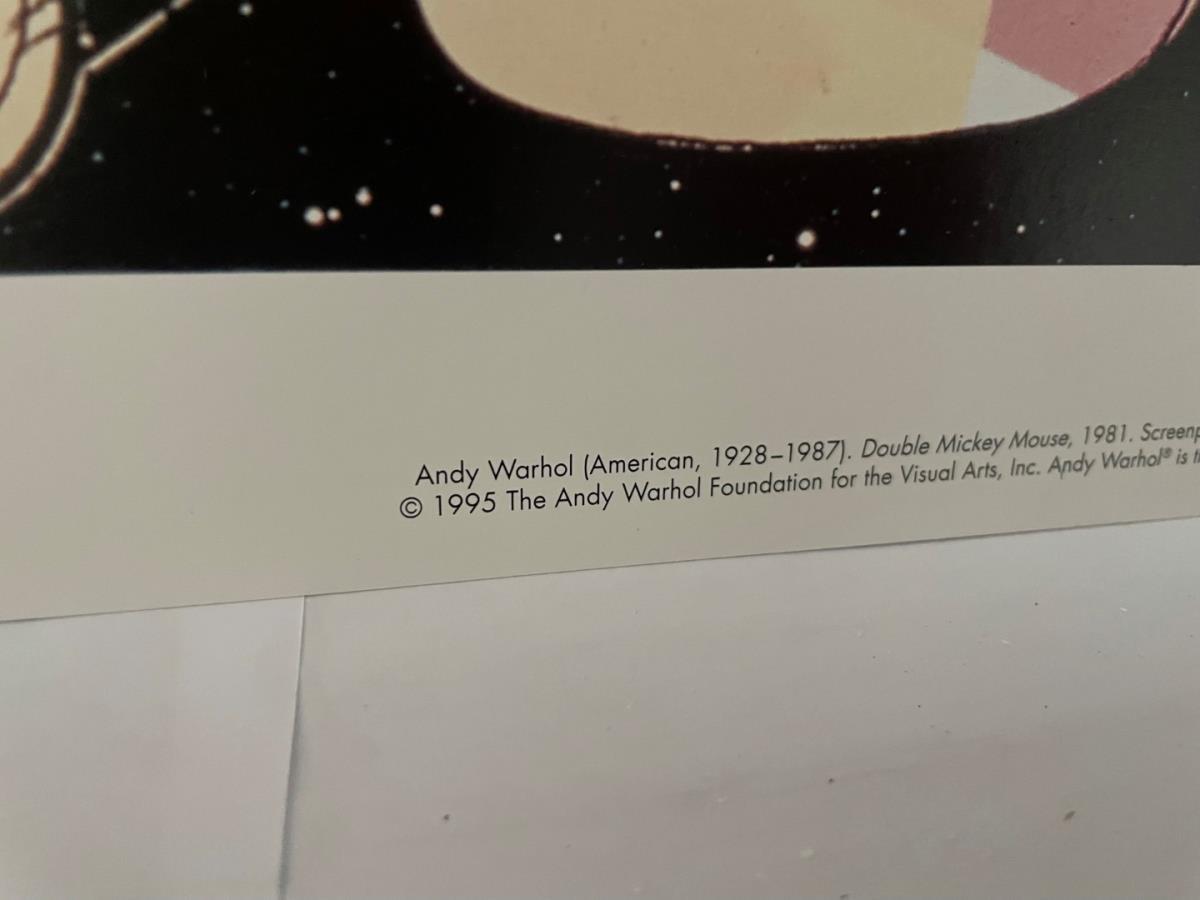 Andy Warhol (American, 1928–1987). Double Mickey Mouse, 1981.
© 1995 The Andy Warhol Foundation for the Visual Arts, Inc. Andy Warhol® is